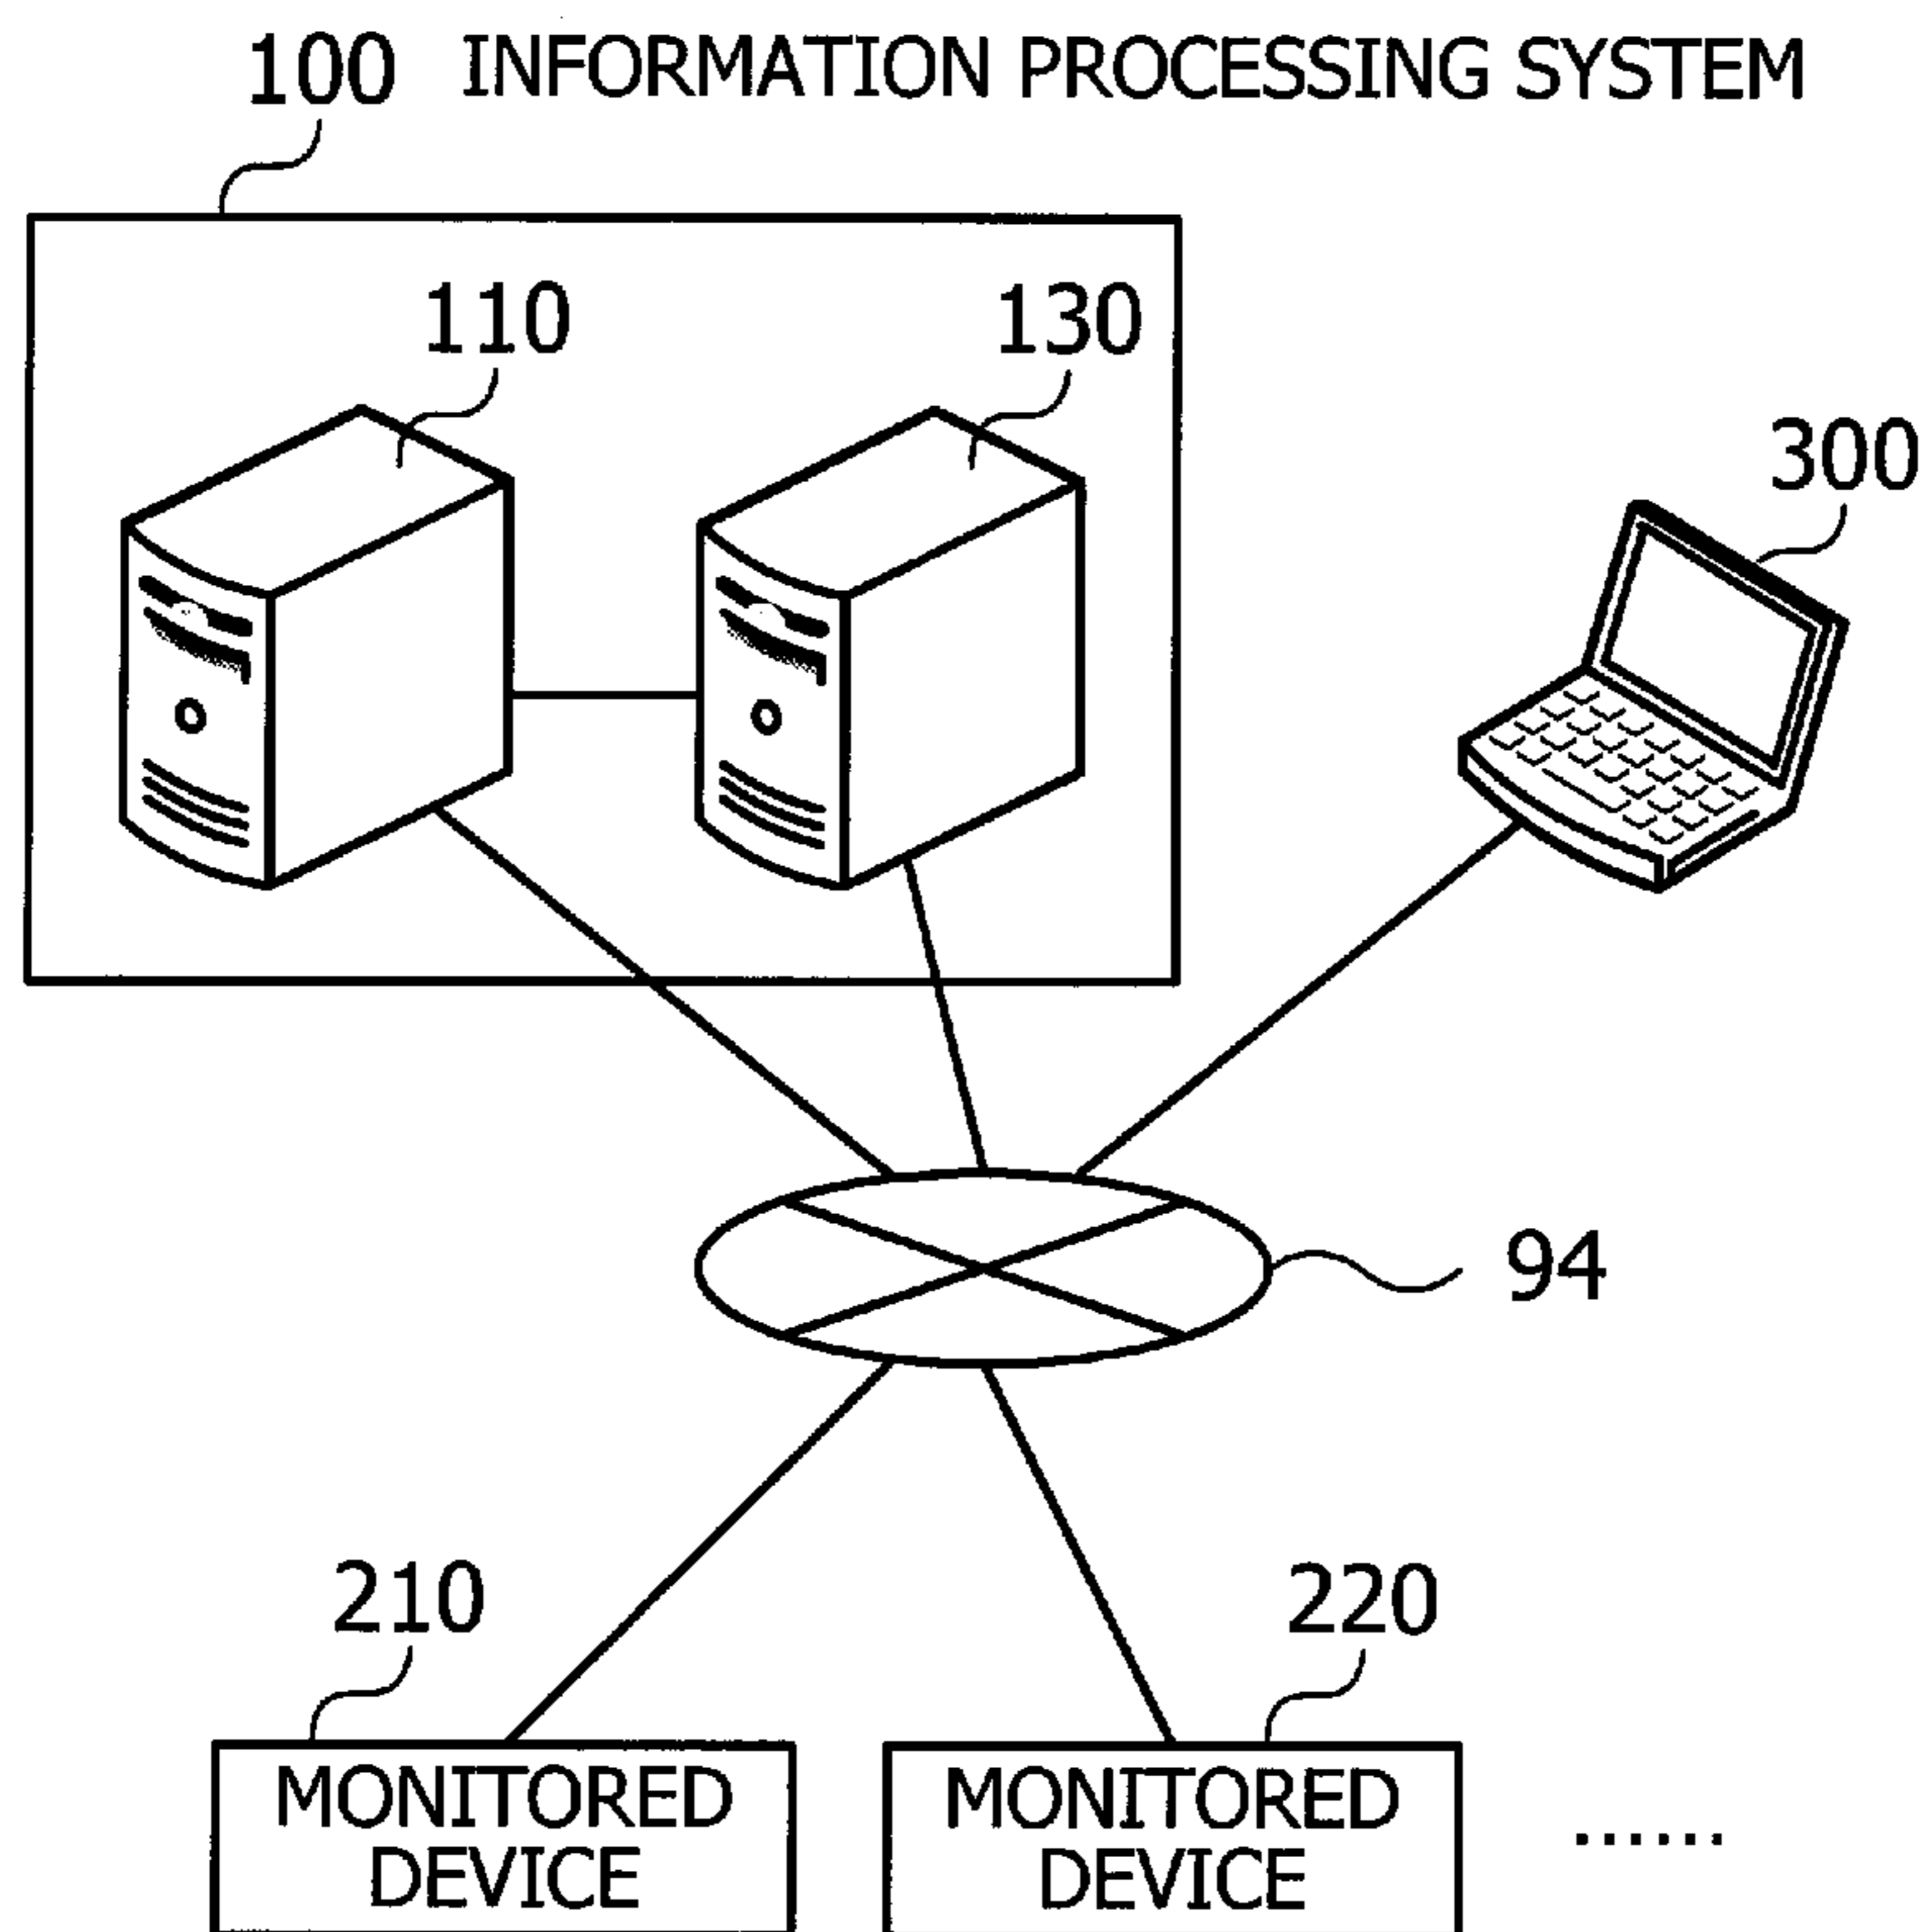 100 INFORMATION PROCESSING SYSTEM
110
130
300
94
210
220
MONITORED
DEVICE
MONITORED
DEVICE
......